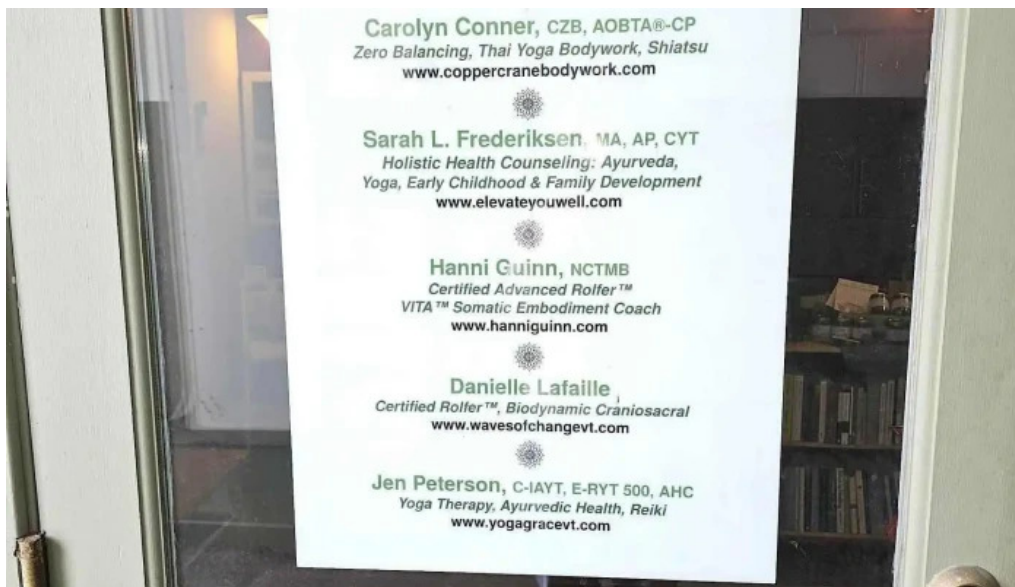 Carolyn Conner, CZB, AOBTA®-CP
Zero Balancing, Thai Yoga Bodywork, Shiatsu
www.coppercranebodywork.com
Sarah L. Frederiksen, MA, AP, CYT
Holistic Health Counseling: Ayurveda,
Yoga, Early Childhood & Family Development
www.elevateyouwell.com
Hanni Guinn, NCTMB
Certified Advanced Rolfer™
VITA™ Somatic Embodiment Coach
www.hanniguinn.com
Danielle Lafaille,
Certified Rolfer™, Biodynamic Craniosacral
www.wavesofchangevt.com
Jen Peterson, C-IAYT, E-RYT 500, AHC
Yoga Therapy, Ayurvedic Health, Reiki
www.yogagracevt.com